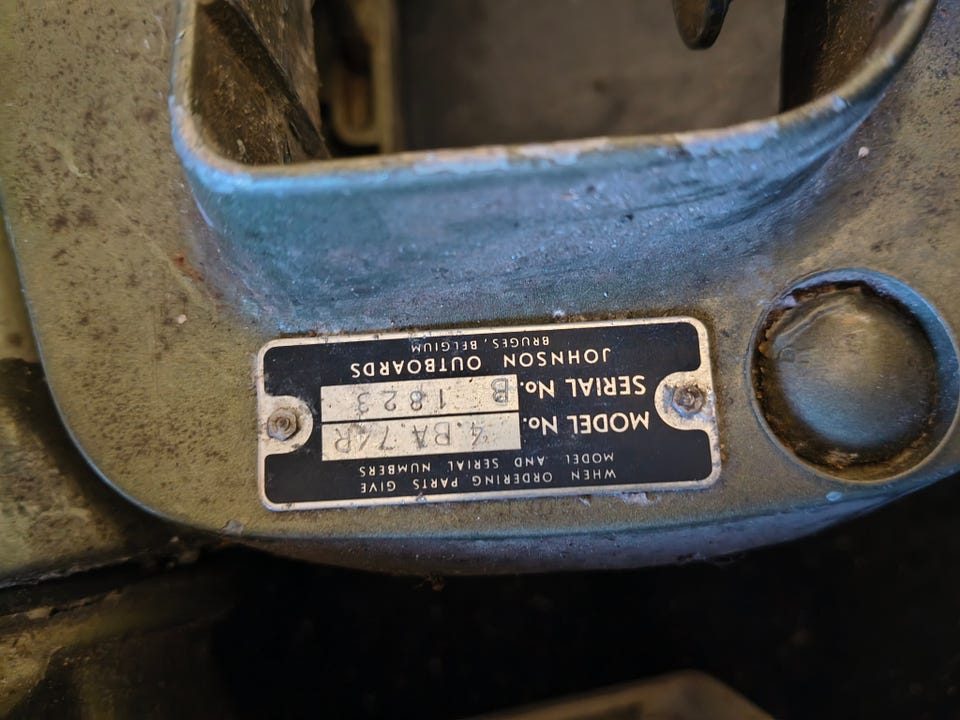 WHEN ORDERING PARTS GIVE
MODEL AND SERIAL NUMBERS
MODEL No. 4.BA.74R
SERIAL No. B 1823
JOHNSON OUTBOARDS
BRUGES, BELGIUM